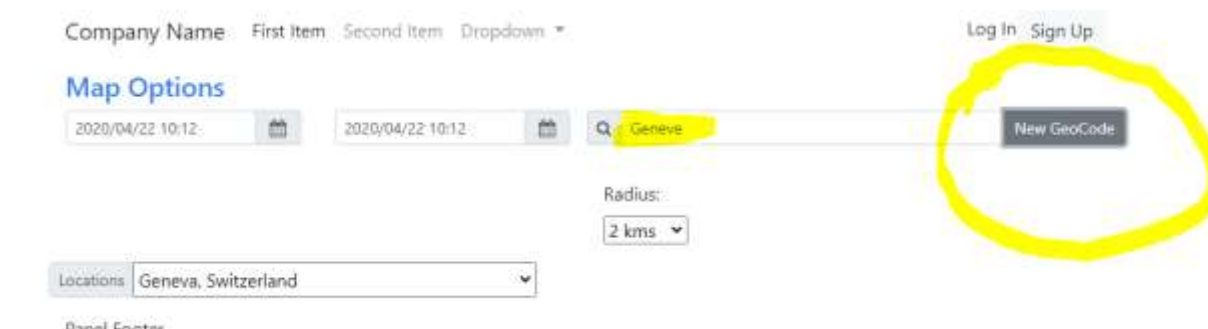 Company Name First Item Second Item Dropdown Log In Sign Up
Map Options
2020/04/22 10:12 2020/04/22 10:12 Geneve New GeoCode
Radius:
2 kms
Locations Geneva, Switzerland
Panel Footer